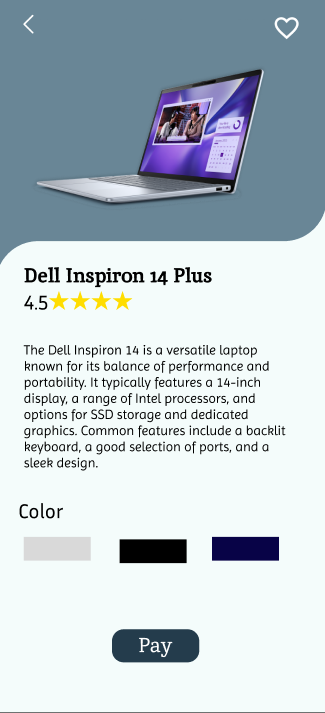 Dell Inspiron 14 Plus
4.5
The Dell Inspiron 14 is a versatile laptop
known for its balance of performance and
portability. It typically features a 14-inch
display, a range of Intel processors, and
options for SSD storage and dedicated
graphics. Common features include a backlit
keyboard, a good selection of ports, and a
sleek design.
Color
Pay